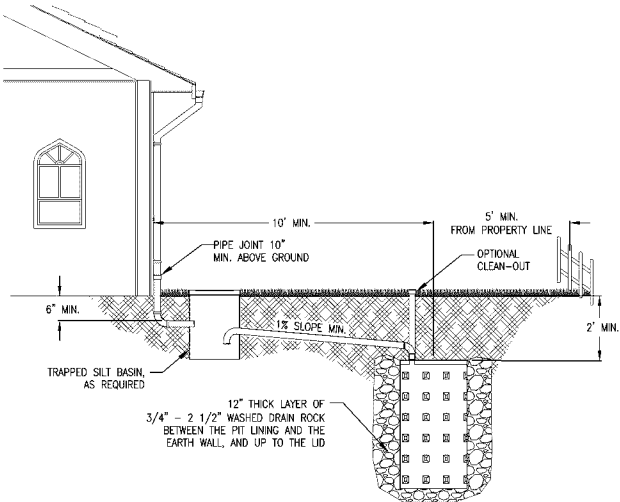 10' MIN.
5' MIN.
FROM PROPERTY LINE
PIPE JOINT 10"
MIN. ABOVE GROUND
OPTIONAL
CLEAN-OUT
6" MIN.
1% SLOPE MIN.
2' MIN.
TRAPPED SILT BASIN,
AS REQUIRED
12" THICK LAYER OF
3/4" - 2 1/2" WASHED DRAIN ROCK
BETWEEN THE PIT LINING AND THE
EARTH WALL, AND UP TO THE LID